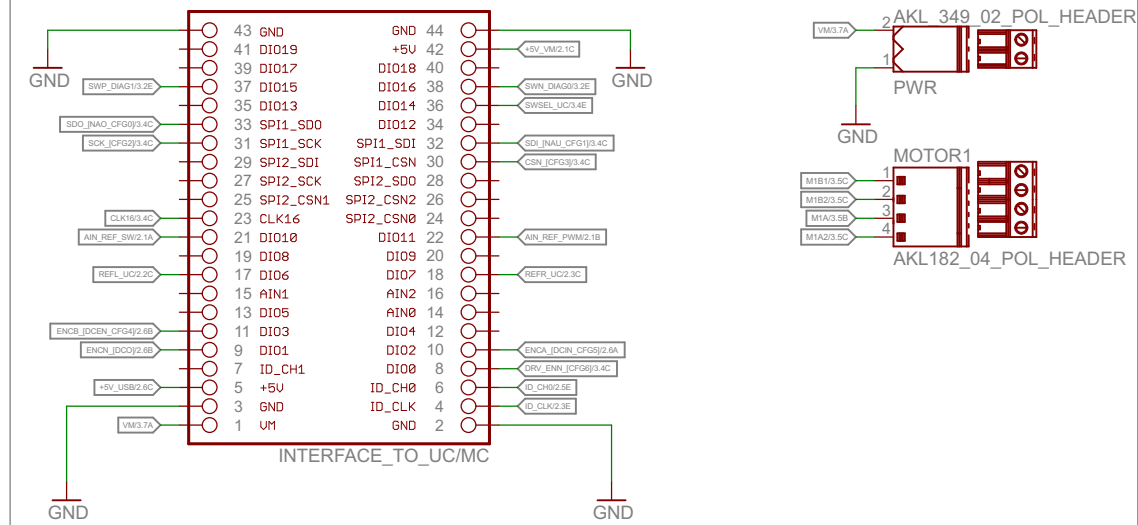 43 GND GND 44
GND
41 DIO19 +5V 42 +5V_VM/2.1C
39 DIO17 DIO18 40
GND
SWP_DIAG1/3.2E 37 DIO15 DIO16 38 SWN_DIAG0/3.2E
35 DIO13 DIO14 36 SWSEL_UC/3.4E
SDO_[NAO_CFG0]/3.4C 33 SPI1_SDO DIO12 34
SCK_[CFG2]/3.4C 31 SPI1_SCK SPI1_SDI 32 SDI_[NAU_CFG1]/3.4C
29 SPI2_SDI SPI1_CSN 30 CSN_[CFG3]/3.4C
27 SPI2_SCK SPI2_SDO 28
25 SPI2_CSN1 SPI2_CSN2 26
CLK16/3.4C 23 CLK16 SPI2_CSN0 24
AIN_REF_SW/2.1A 21 DIO10 DIO11 22 AIN_REF_PWM/2.1B
19 DIO8 DIO9 20
REFL_UC/2.2C 17 DIO6 DIO7 18 REFR_UC/2.3C
15 AIN1 AIN2 16
13 DIO5 AIN0 14
ENCB_[DCEN_CFG4]/2.6B 11 DIO3 DIO4 12
ENCN_[DCO]/2.6B 9 DIO1 DIO2 10 ENCA_[DCIN_CFG5]/2.6A
7 ID_CH1 DIO0 8 DRV_ENN_[CFG6]/3.4C
+5V_USB/2.6C 5 +5V ID_CH0 6 ID_CH0/2.5E
3 GND ID_CLK 4 ID_CLK/2.3E
VM/3.7A 1 VM GND 2
INTERFACE_TO_UC/MC
GND
GND
AKL_349_02_POL_HEADER
VM/3.7A 2
1
PWR
GND
MOTOR1
M1B1/3.5C 1
M1B2/3.5C 2
M1A/3.5B 3
M1A2/3.5C 4
AKL182_04_POL_HEADER